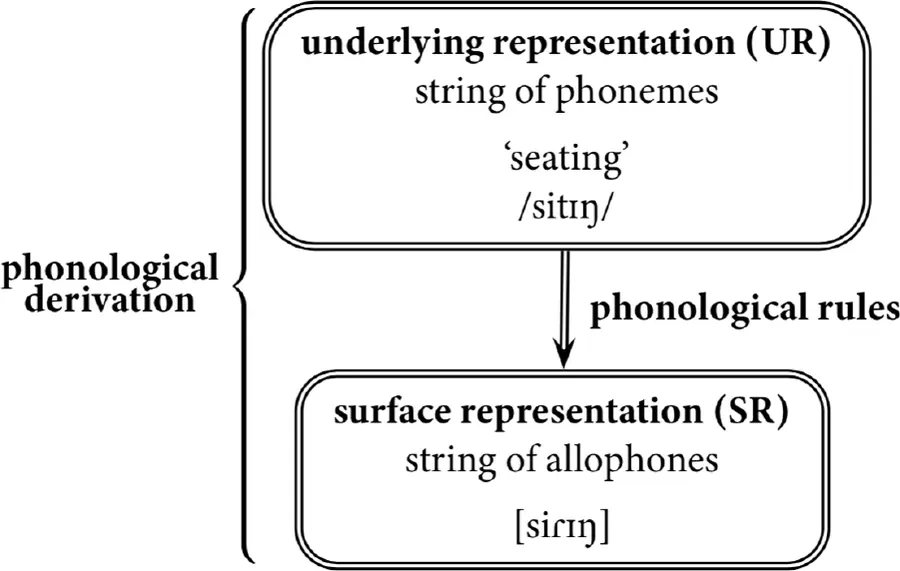 underlying representation (UR)
string of phonemes
‘seating’
/sitɪŋ/
phonological
derivation
phonological rules
surface representation (SR)
string of allophones
[siɾɪŋ]